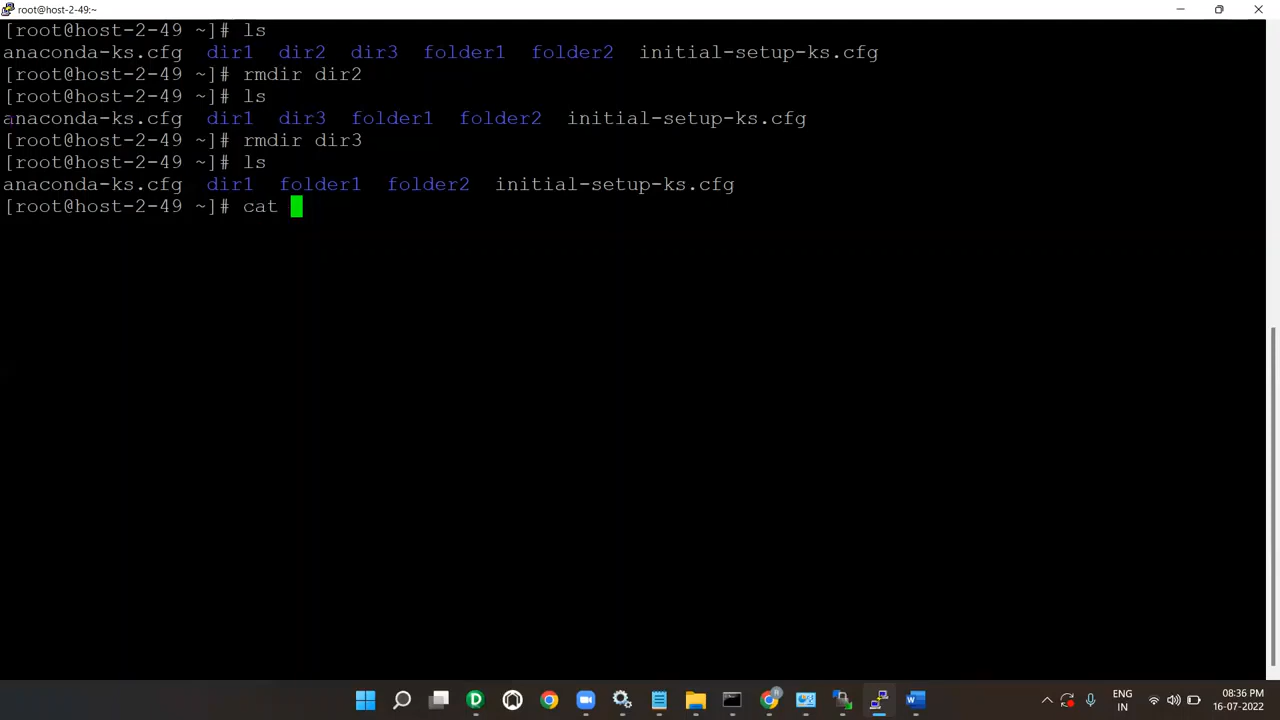 root@host-2-49:~
[root@host-2-49 ~]# ls
anaconda-ks.cfg  dir1  dir2  dir3  folder1  folder2  initial-setup-ks.cfg
[root@host-2-49 ~]# rmdir dir2
[root@host-2-49 ~]# ls
anaconda-ks.cfg  dir1  dir3  folder1  folder2  initial-setup-ks.cfg
[root@host-2-49 ~]# rmdir dir3
[root@host-2-49 ~]# ls
anaconda-ks.cfg  dir1  folder1  folder2  initial-setup-ks.cfg
[root@host-2-49 ~]# cat
ENG
IN
08:36 PM
16-07-2022